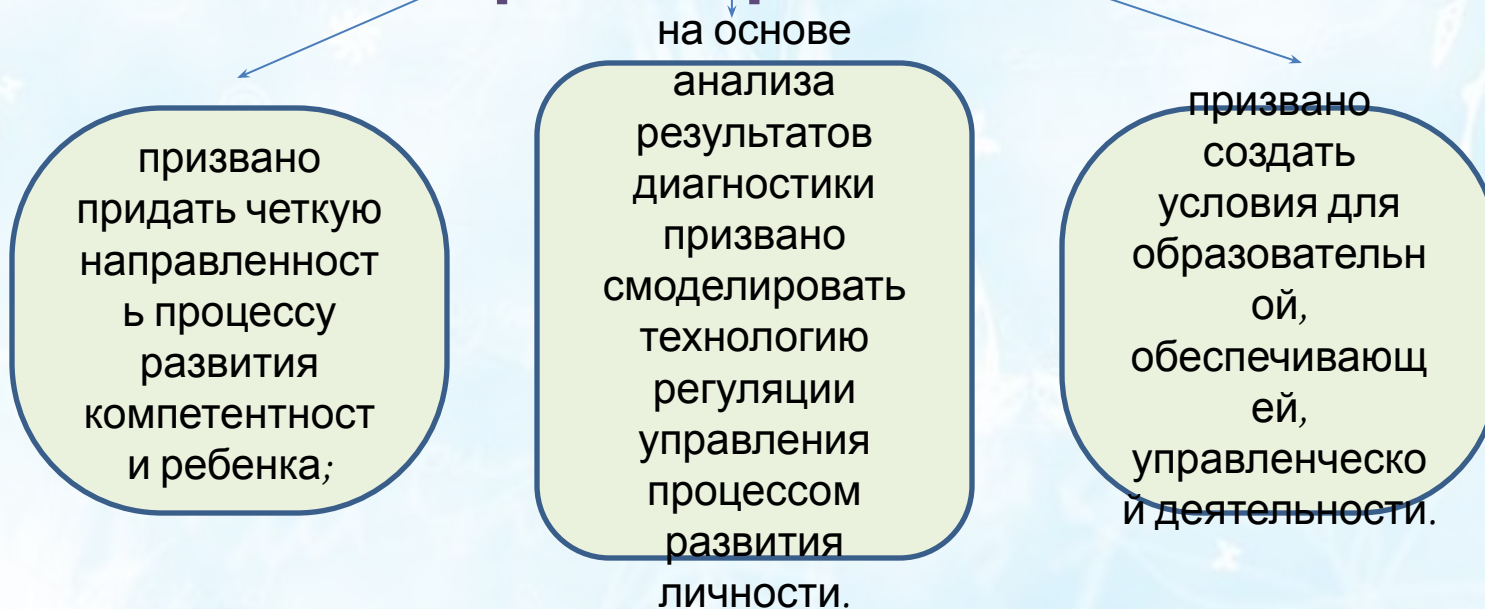 призвано
придать четкую
направленност
ь процессу
развития
компетентност
и ребенка;
на основе
анализа
результатов
диагностики
призвано
смоделировать
технологию
регуляции
управления
процессом
развития
личности.
призвано
создать
условия для
образовательн
ой,
обеспечивающ
ей,
управленческо
й деятельности.